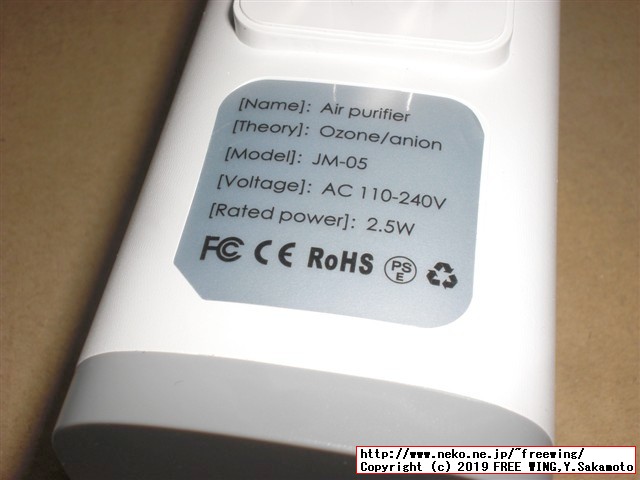 [Name]: Air purifier
[Theory]: Ozone/anion
[Model]: JM-05
[Voltage]: AC 110-240V
[Rated power]: 2.5W
FC CE RoHS PSE
http://www.neko.ne.jp/~freewing/
Copyright (c) 2019 FREE WING,Y.Sakamoto